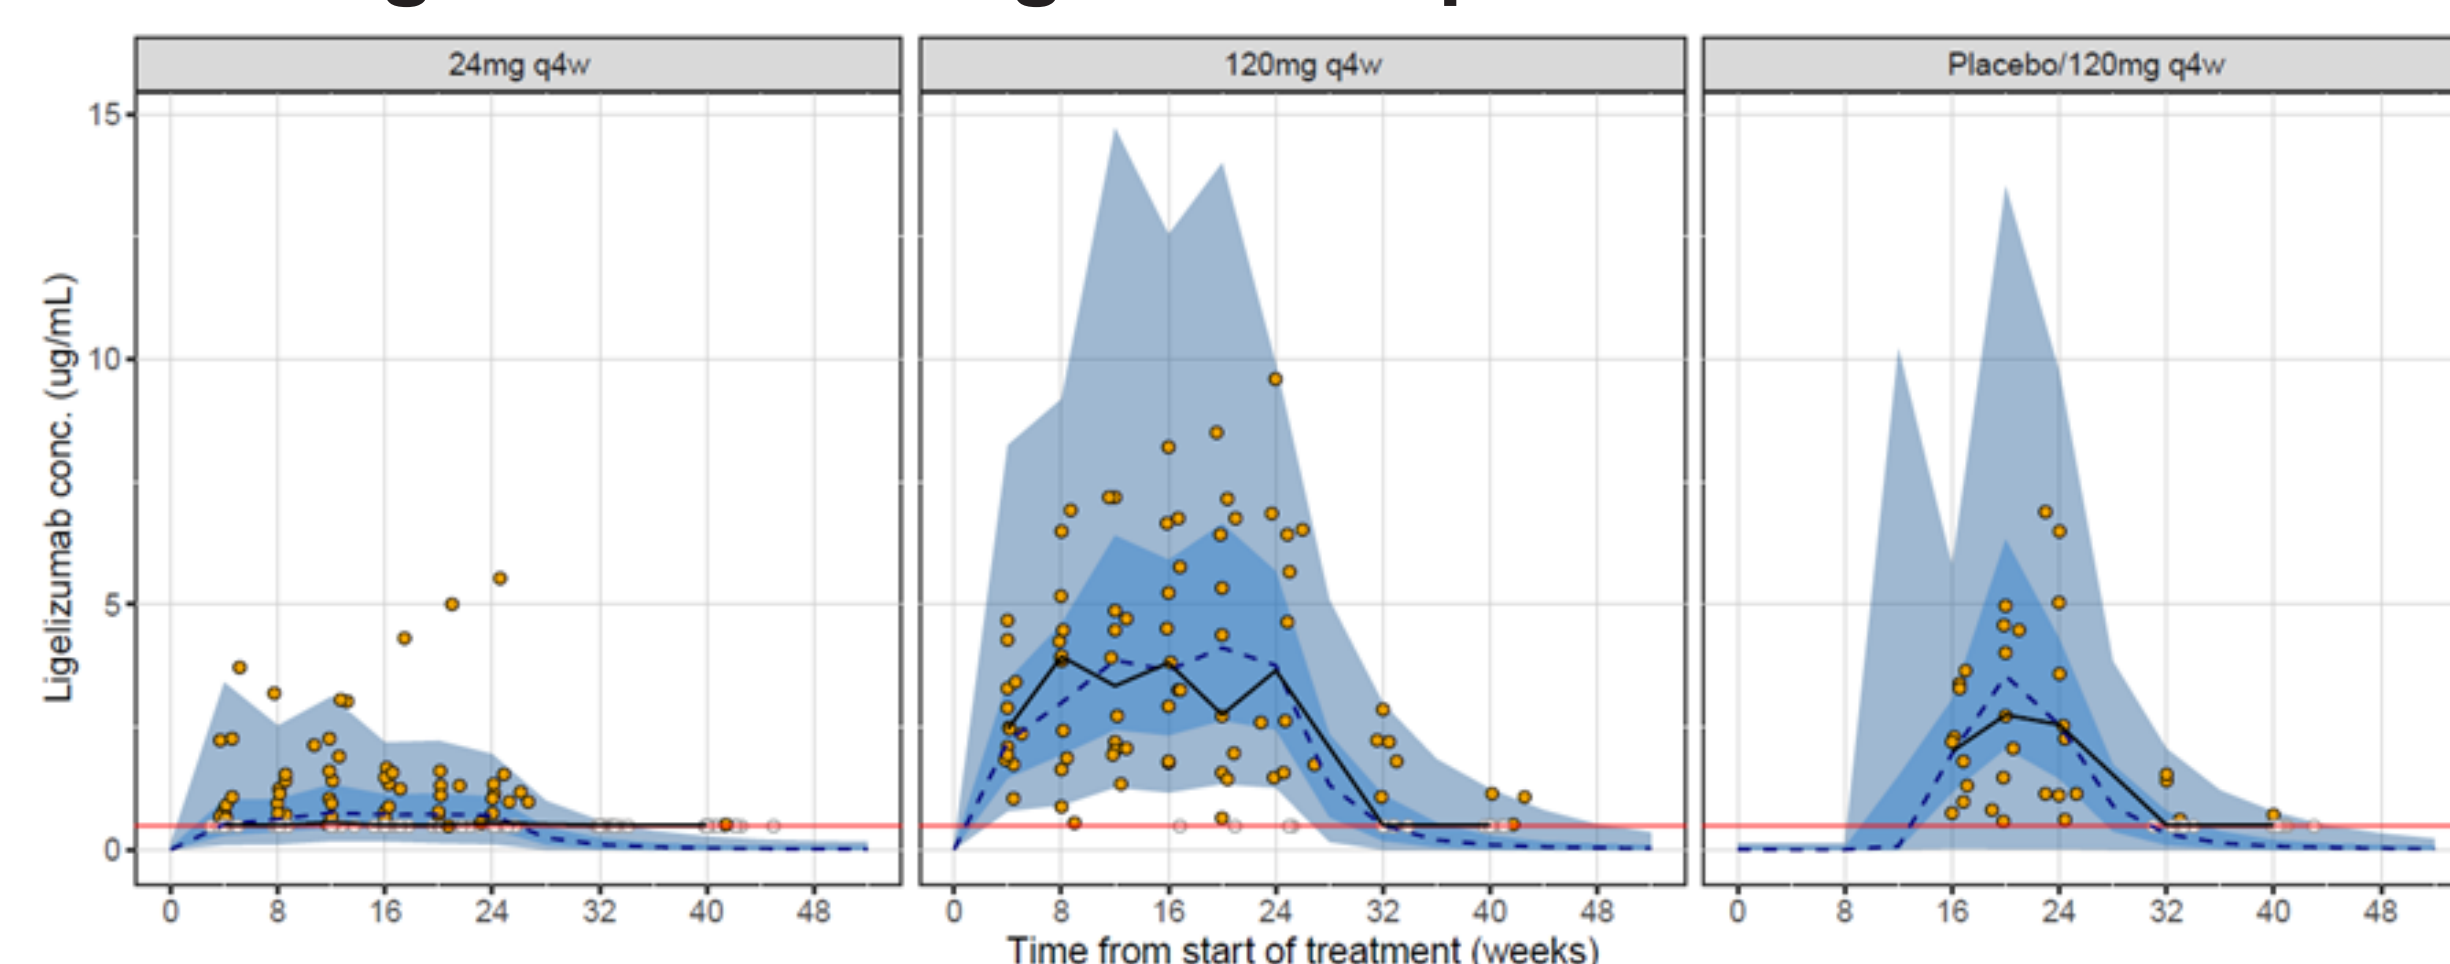 24mg q4w
120mg q4w
Placebo/120mg q4w
Ligelizumab conc. (ug/mL)
15
10
5
0
0 8 16 24 32 40 48
0 8 16 24 32 40 48
0 8 16 24 32 40 48
Time from start of treatment (weeks)